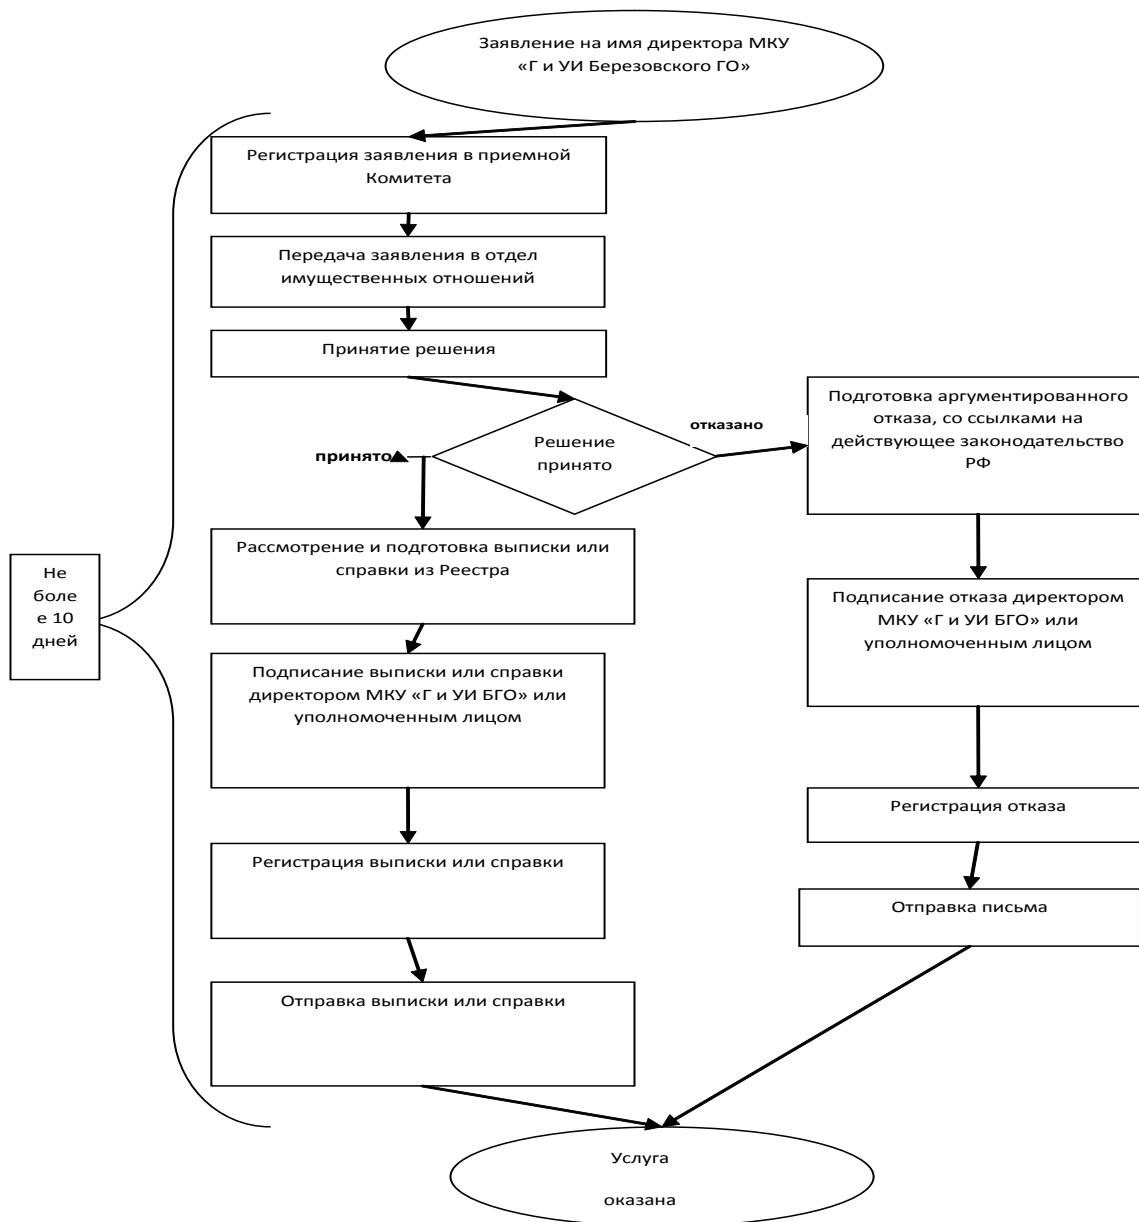 Заявление на имя директора МКУ
«Г и УИ Березовского ГО»
Регистрация заявления в приемной
Комитета
Передача заявления в отдел
имущественных отношений
Принятие решения
Решение
принято
принято
отказано
Подготовка аргументированного
отказа, со ссылками на
действующее законодательство
РФ
Рассмотрение и подготовка выписки или
справки из Реестра
Не
боле
е 10
дней
Подписание отказа директором
МКУ «Г и УИ БГО» или
уполномоченным лицом
Подписание выписки или справки
директором МКУ «Г и УИ БГО» или
уполномоченным лицом
Регистрация отказа
Регистрация выписки или справки
Отправка письма
Отправка выписки или справки
Услуга
оказана